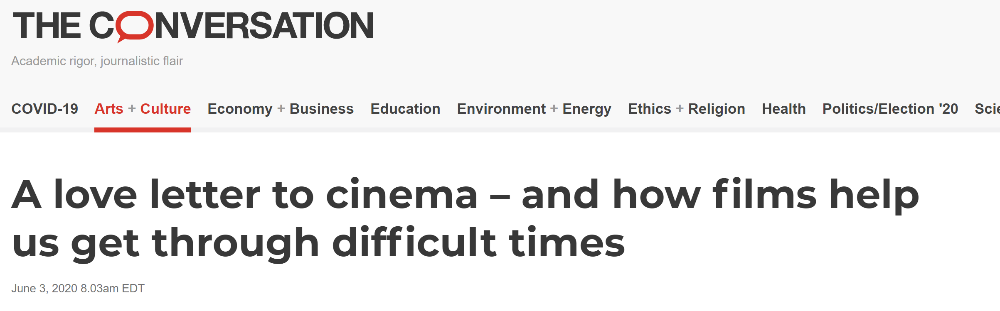 THE CONVERSATION
Academic rigor, journalistic flair
COVID-19 Arts + Culture Economy + Business Education Environment + Energy Ethics + Religion Health Politics/Election '20
A love letter to cinema – and how films help
us get through difficult times
June 3, 2020 8.03am EDT